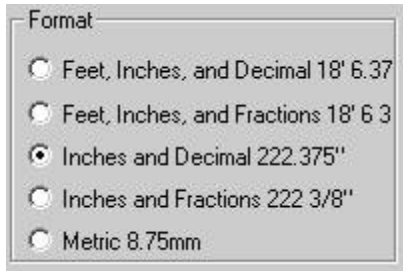 Format
Feet, Inches, and Decimal 18' 6.37
Feet, Inches, and Fractions 18' 6 3
Inches and Decimal 222.375"
Inches and Fractions 222 3/8"
Metric 8.75mm